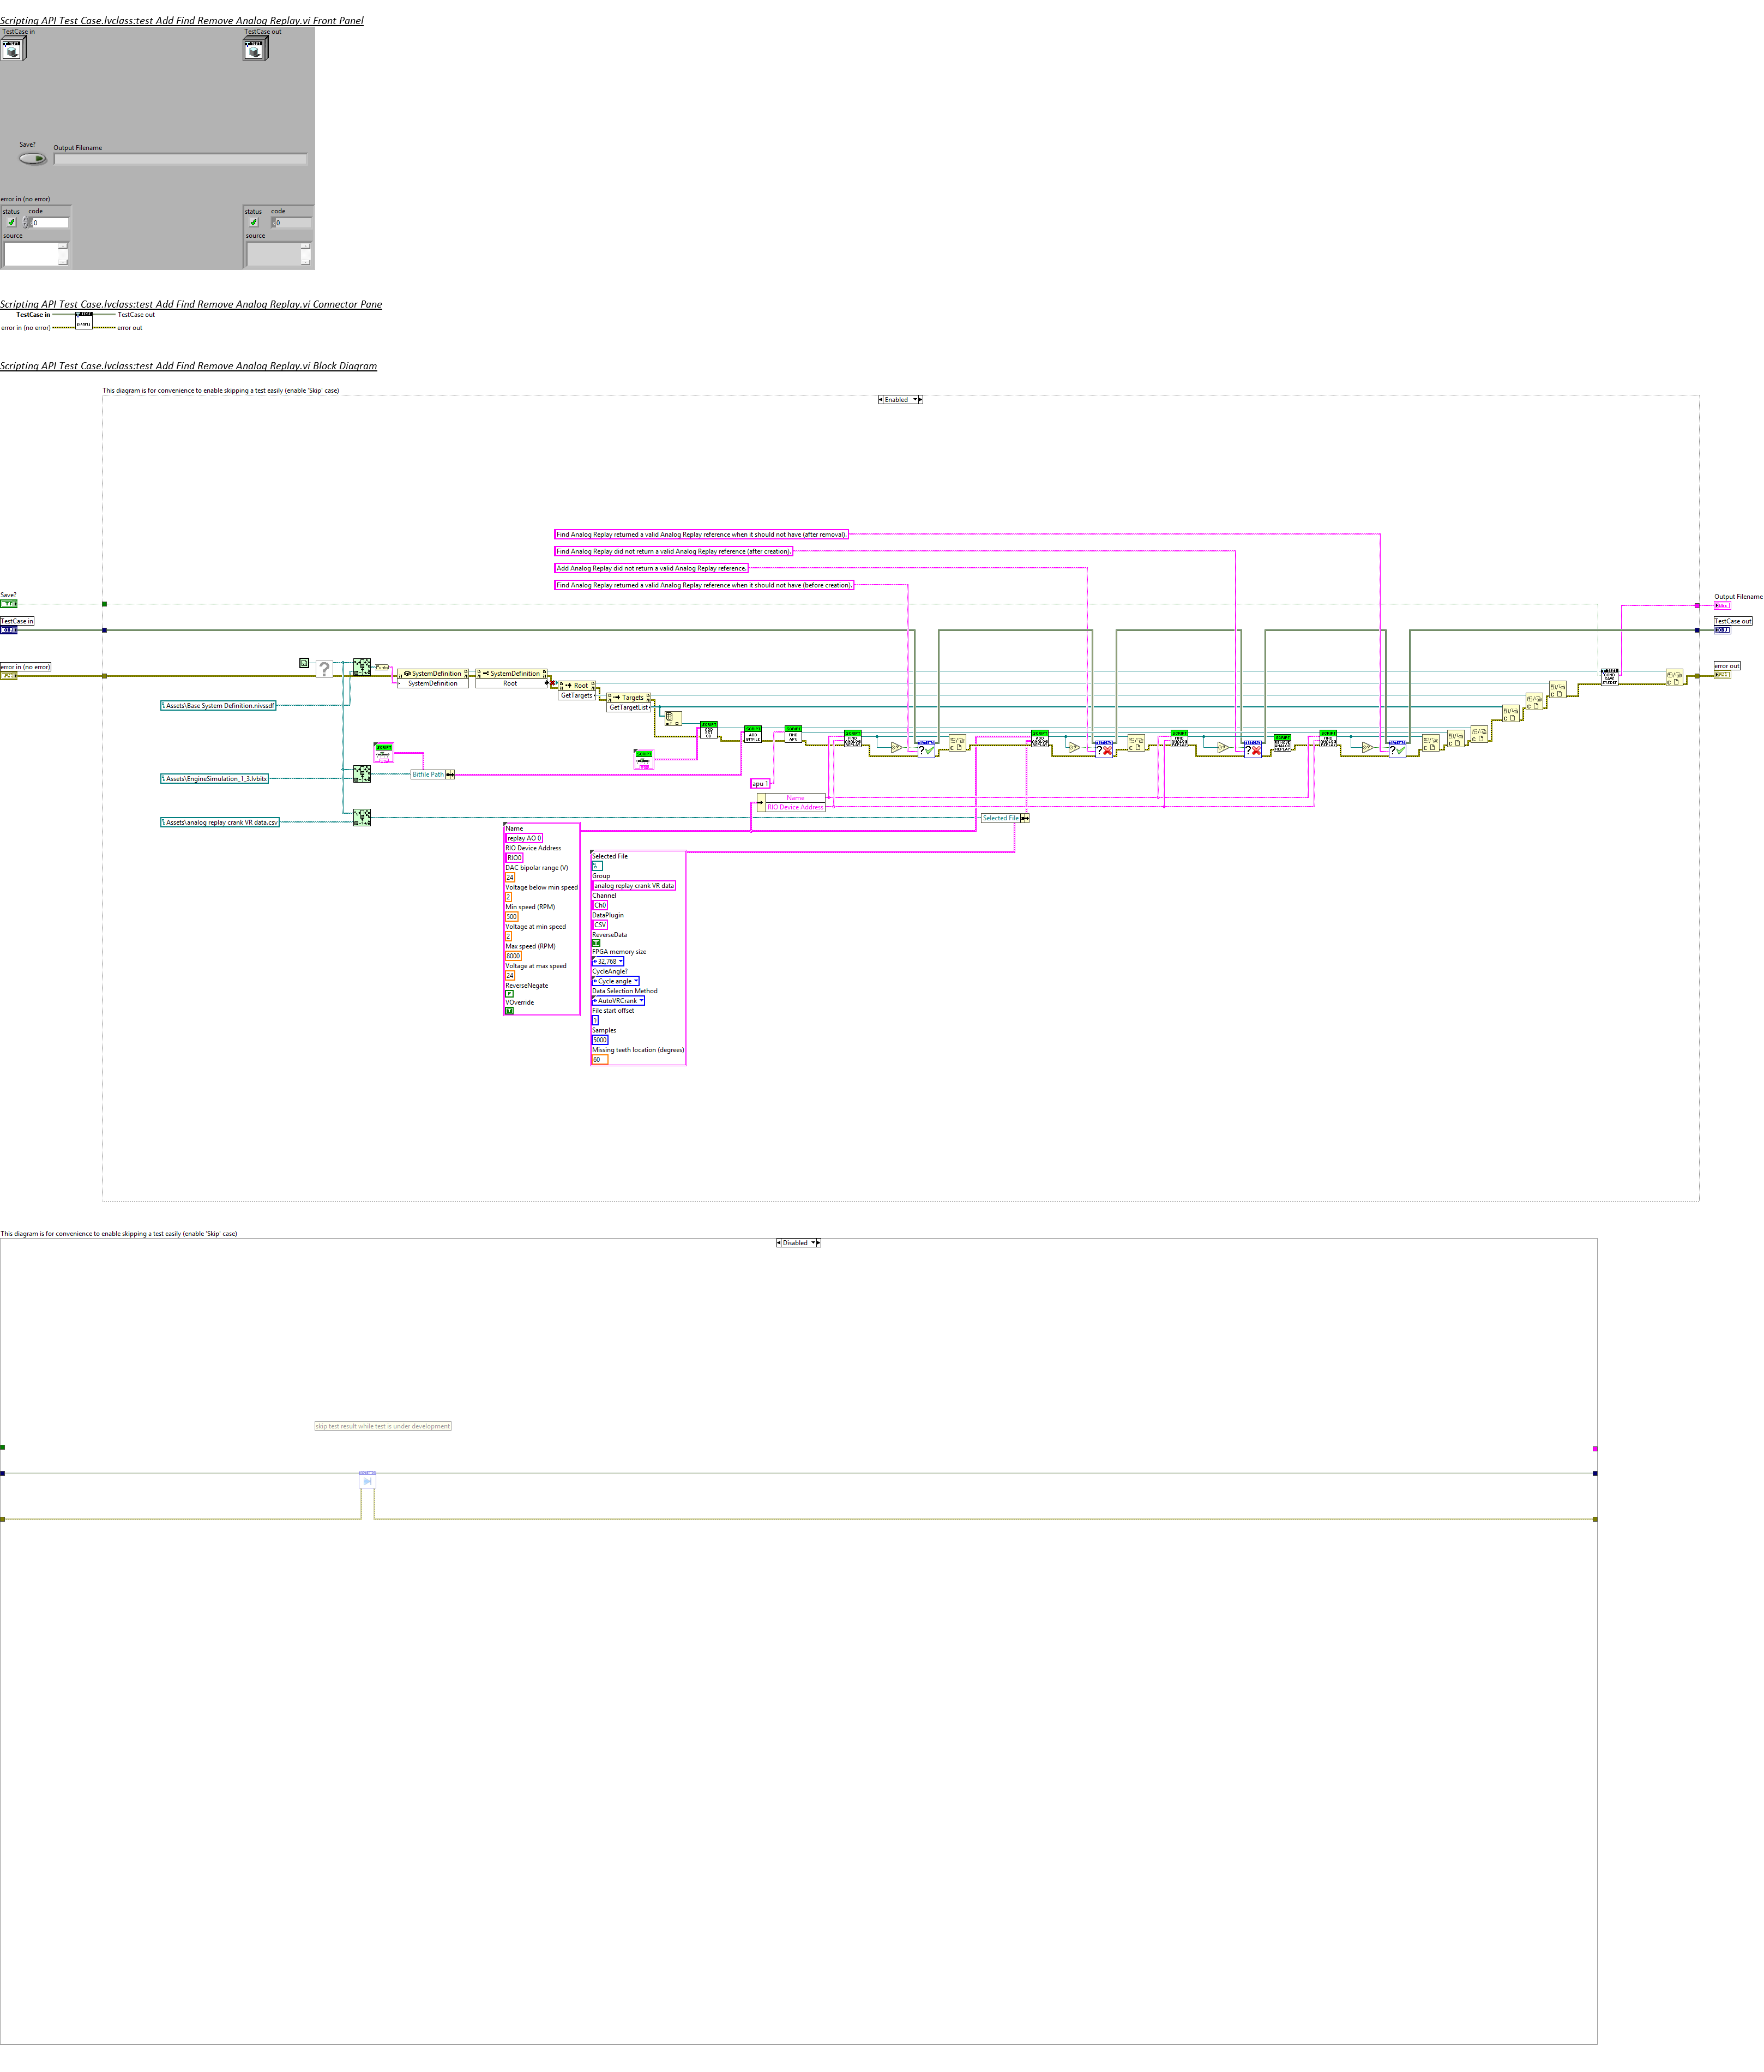 Scripting API Test Case.lvclass:test Add Find Remove Analog Replay.vi Front Panel
TestCase in
TestCase out
Save?
Output Filename
error in (no error)
status code
0
source
status code
0
source
Scripting API Test Case.lvclass:test Add Find Remove Analog Replay.vi Connector Pane
TestCase in
TestCase out
error in (no error)
error out
Scripting API Test Case.lvclass:test Add Find Remove Analog Replay.vi Block Diagram
This diagram is for convenience to enable skipping a test easily (enable 'Skip' case)
Enabled
Find Analog Replay returned a valid Analog Replay reference when it should not have (after removal).
Find Analog Replay did not return a valid Analog Replay reference (after creation).
Add Analog Replay did not return a valid Analog Replay reference.
Find Analog Replay returned a valid Analog Replay reference when it should not have (before creation).
Save?
Output Filename
TestCase in
TestCase out
error in (no error)
error out
SystemDefinition
SystemDefinition
SystemDefinition
Root
Root
GetTargets
Targets
GetTargetList
Assets\Base System Definition.nivssdf
Assets\EngineSimulation_1_3.lvbitx
Bitfile Path
apu 1
Name
RIO Device Address
Assets\analog replay crank VR data.csv
Selected File
Name
replay AO 0
RIO Device Address
RIO0
DAC bipolar range (V)
24
Voltage below min speed
2
Min speed (RPM)
500
Voltage at min speed
2
Max speed (RPM)
8000
Voltage at max speed
24
ReverseNegate
F
VOverride
Selected File
Group
analog replay crank VR data
Channel
Ch0
DataPlugin
CSV
ReverseData
FPGA memory size
32,768
CycleAngle?
Cycle angle
Data Selection Method
AutoVRCrank
File start offset
1
Samples
5000
Missing teeth location (degrees)
60
This diagram is for convenience to enable skipping a test easily (enable 'Skip' case)
Disabled
skip test result while test is under development